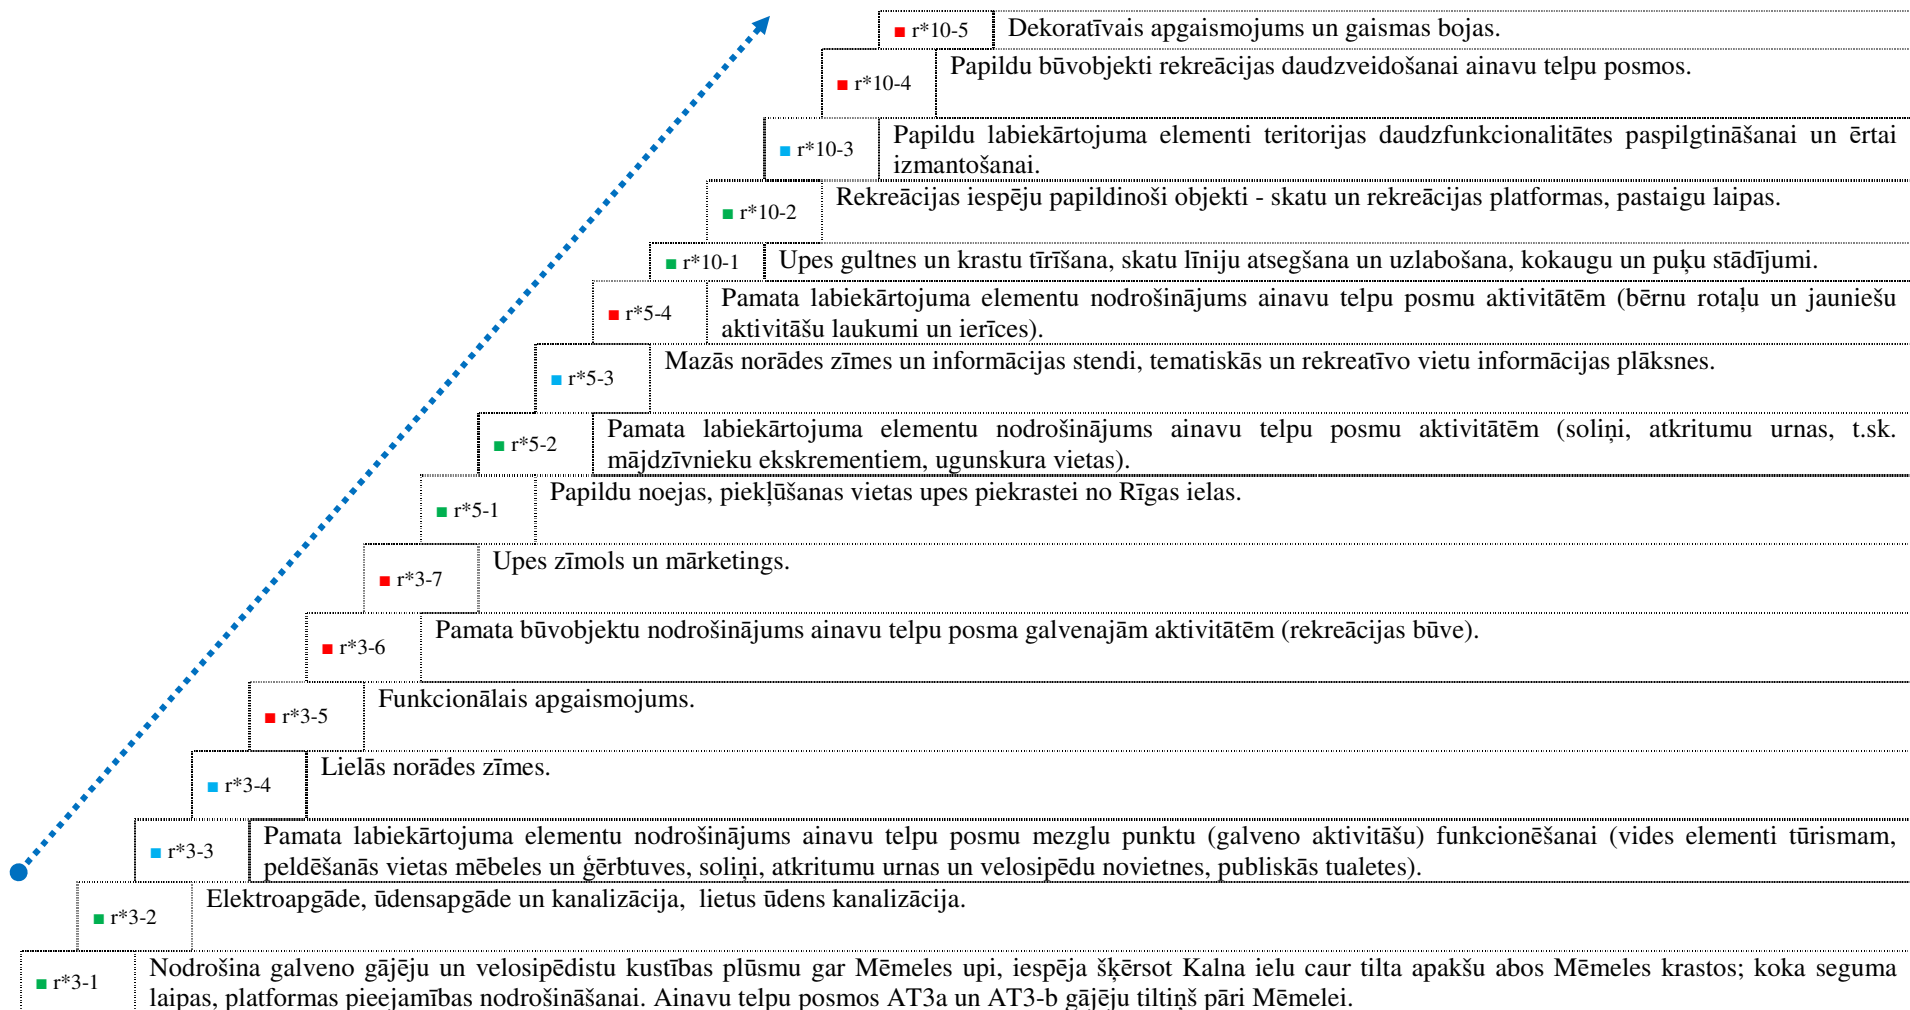 r*10-5 Dekoratīvais apgaismojums un gaismas bojas.
r*10-4 Papildu būvobjekti rekreācijas daudzveidošanai ainavu telpu posmos.
r*10-3 Papildu labiekārtojuma elementi teritorijas daudzfunkcionalitātes paspilgtināšanai un ērtai
izmantošanai.
r*10-2 Rekreācijas iespēju papildinoši objekti - skatu un rekreācijas platformas, pastaigu laipas.
r*10-1 Upes gultnes un krastu tīrīšana, skatu līniju atsegšana un uzlabošana, kokaugu un puķu stādījumi.
r*5-4 Pamata labiekārtojuma elementu nodrošinājums ainavu telpu posmu aktivitātēm (bērnu rotaļu un jauniešu
aktivitāšu laukumi un ierīces).
r*5-3 Mazās norādes zīmes un informācijas stendi, tematiskās un rekreatīvo vietu informācijas plāksnes.
r*5-2 Pamata labiekārtojuma elementu nodrošinājums ainavu telpu posmu aktivitātēm (soliņi, atkritumu urnas, t.sk.
mājdzīvnieku ekskrementiem, ugunskura vietas).
r*5-1 Papildu noejas, piekļūšanas vietas upes piekrastei no Rīgas ielas.
r*3-7 Upes zīmols un mārketings.
r*3-6 Pamata būvobjektu nodrošinājums ainavu telpu posma galvenajām aktivitātēm (rekreācijas būve).
r*3-5 Funkcionālais apgaismojums.
r*3-4 Lielās norādes zīmes.
r*3-3 Pamata labiekārtojuma elementu nodrošinājums ainavu telpu posmu mezglu punktu (galveno aktivitāšu) funkcionēšanai (vides elementi tūrismam,
peldēšanās vietas mēbeles un ģērbtuves, soliņi, atkritumu urnas un velosipēdu novietnes, publiskās tualetes).
r*3-2 Elektroapgāde, ūdensapgāde un kanalizācija, lietus ūdens kanalizācija.
r*3-1 Nodrošina galveno gājēju un velosipēdistu kustības plūsmu gar Mēmeles upi, iespēja šķērsot Kalna ielu caur tilta apakšu abos Mēmeles krastos; koka seguma
laipas, platformas pieejamības nodrošināšanai. Ainavu telpu posmos AT3a un AT3-b gājēju tiltiņš pāri Mēmelei.